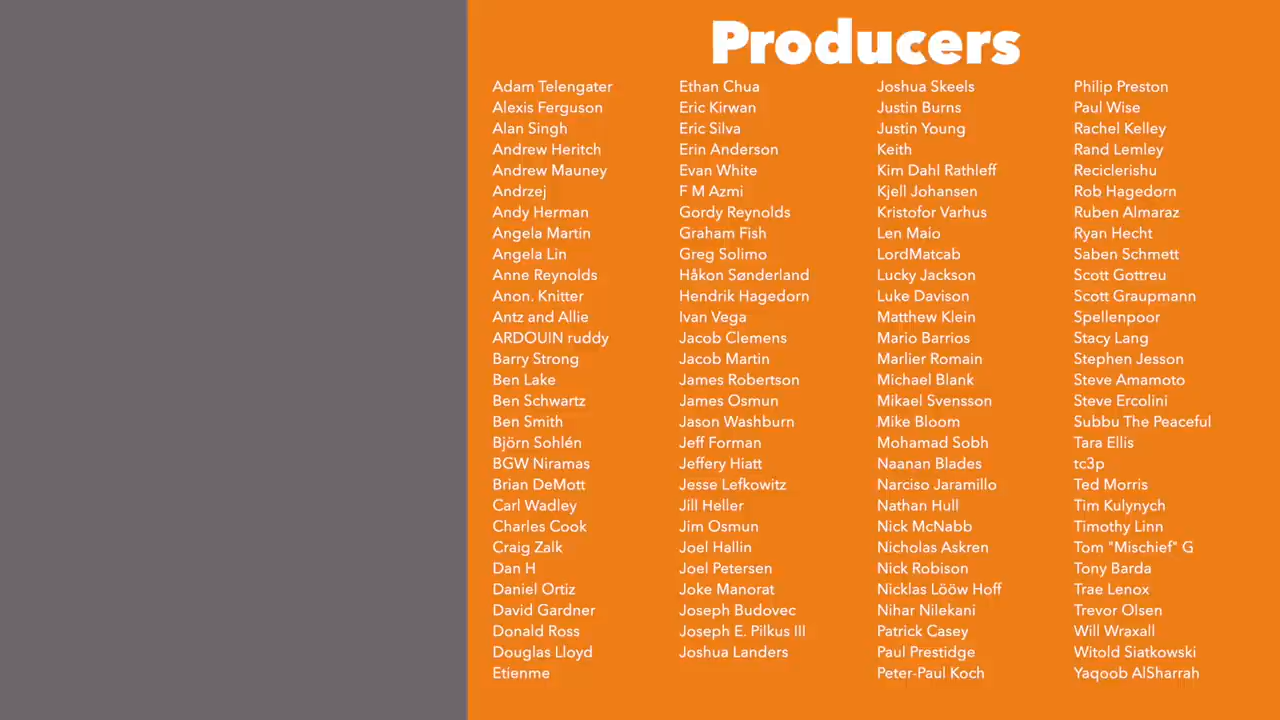 Producers
Adam Telengater
Alexis Ferguson
Alan Singh
Andrew Heritch
Andrew Mauney
Andrzej
Andy Herman
Angela Martin
Angela Lin
Anne Reynolds
Anon. Knitter
Antz and Allie
ARDOUIN ruddy
Barry Strong
Ben Lake
Ben Schwartz
Ben Smith
Björn Sohlén
BGW Niramas
Brian DeMott
Carl Wadley
Charles Cook
Craig Zalk
Dan H
Daniel Ortiz
David Gardner
Donald Ross
Douglas Lloyd
Etienme
Ethan Chua
Eric Kirwan
Eric Silva
Erin Anderson
Evan White
F M Azmi
Gordy Reynolds
Graham Fish
Greg Solimo
Håkon Sønderland
Hendrik Hagedorn
Ivan Vega
Jacob Clemens
Jacob Martin
James Robertson
James Osmun
Jason Washburn
Jeff Forman
Jeffery Hiatt
Jesse Lefkowitz
Jill Heller
Jim Osmun
Joel Hallin
Joel Petersen
Joke Manorat
Joseph Budovec
Joseph E. Pilkus III
Joshua Landers
Joshua Skeels
Justin Burns
Justin Young
Keith
Kim Dahl Rathleff
Kjell Johansen
Kristofor Varhus
Len Maio
LordMatcab
Lucky Jackson
Luke Davison
Matthew Klein
Mario Barrios
Marlier Romain
Michael Blank
Mikael Svensson
Mike Bloom
Mohamad Sobh
Naanan Blades
Narciso Jaramillo
Nathan Hull
Nick McNabb
Nicholas Askren
Nick Robison
Nicklas Lööw Hoff
Nihar Nilekani
Patrick Casey
Paul Prestidge
Peter-Paul Koch
Philip Preston
Paul Wise
Rachel Kelley
Rand Lemley
Reciclerishu
Rob Hagedorn
Ruben Almaraz
Ryan Hecht
Saben Schmett
Scott Gottreu
Scott Graupmann
Spellenpoor
Stacy Lang
Stephen Jesson
Steve Amamoto
Steve Ercolini
Subbu The Peaceful
Tara Ellis
tc3p
Ted Morris
Tim Kulynych
Timothy Linn
Tom "Mischief" G
Tony Barda
Trae Lenox
Trevor Olsen
Will Wraxall
Witold Siatkowski
Yaqoob AlSharrah